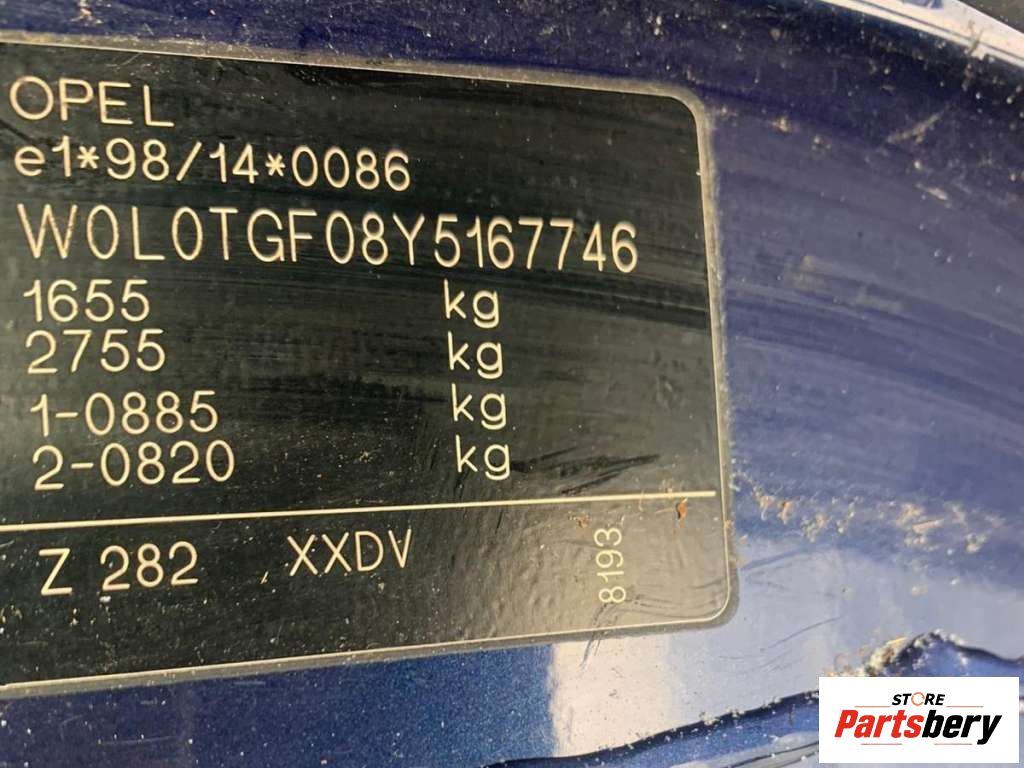 OPEL
e1*98/14*0086
W0L0TGF08Y5167746
1655 kg
2755 kg
1-0885 kg
2-0820 kg
Z 282 XXDV
8193
STORE
Partsbery